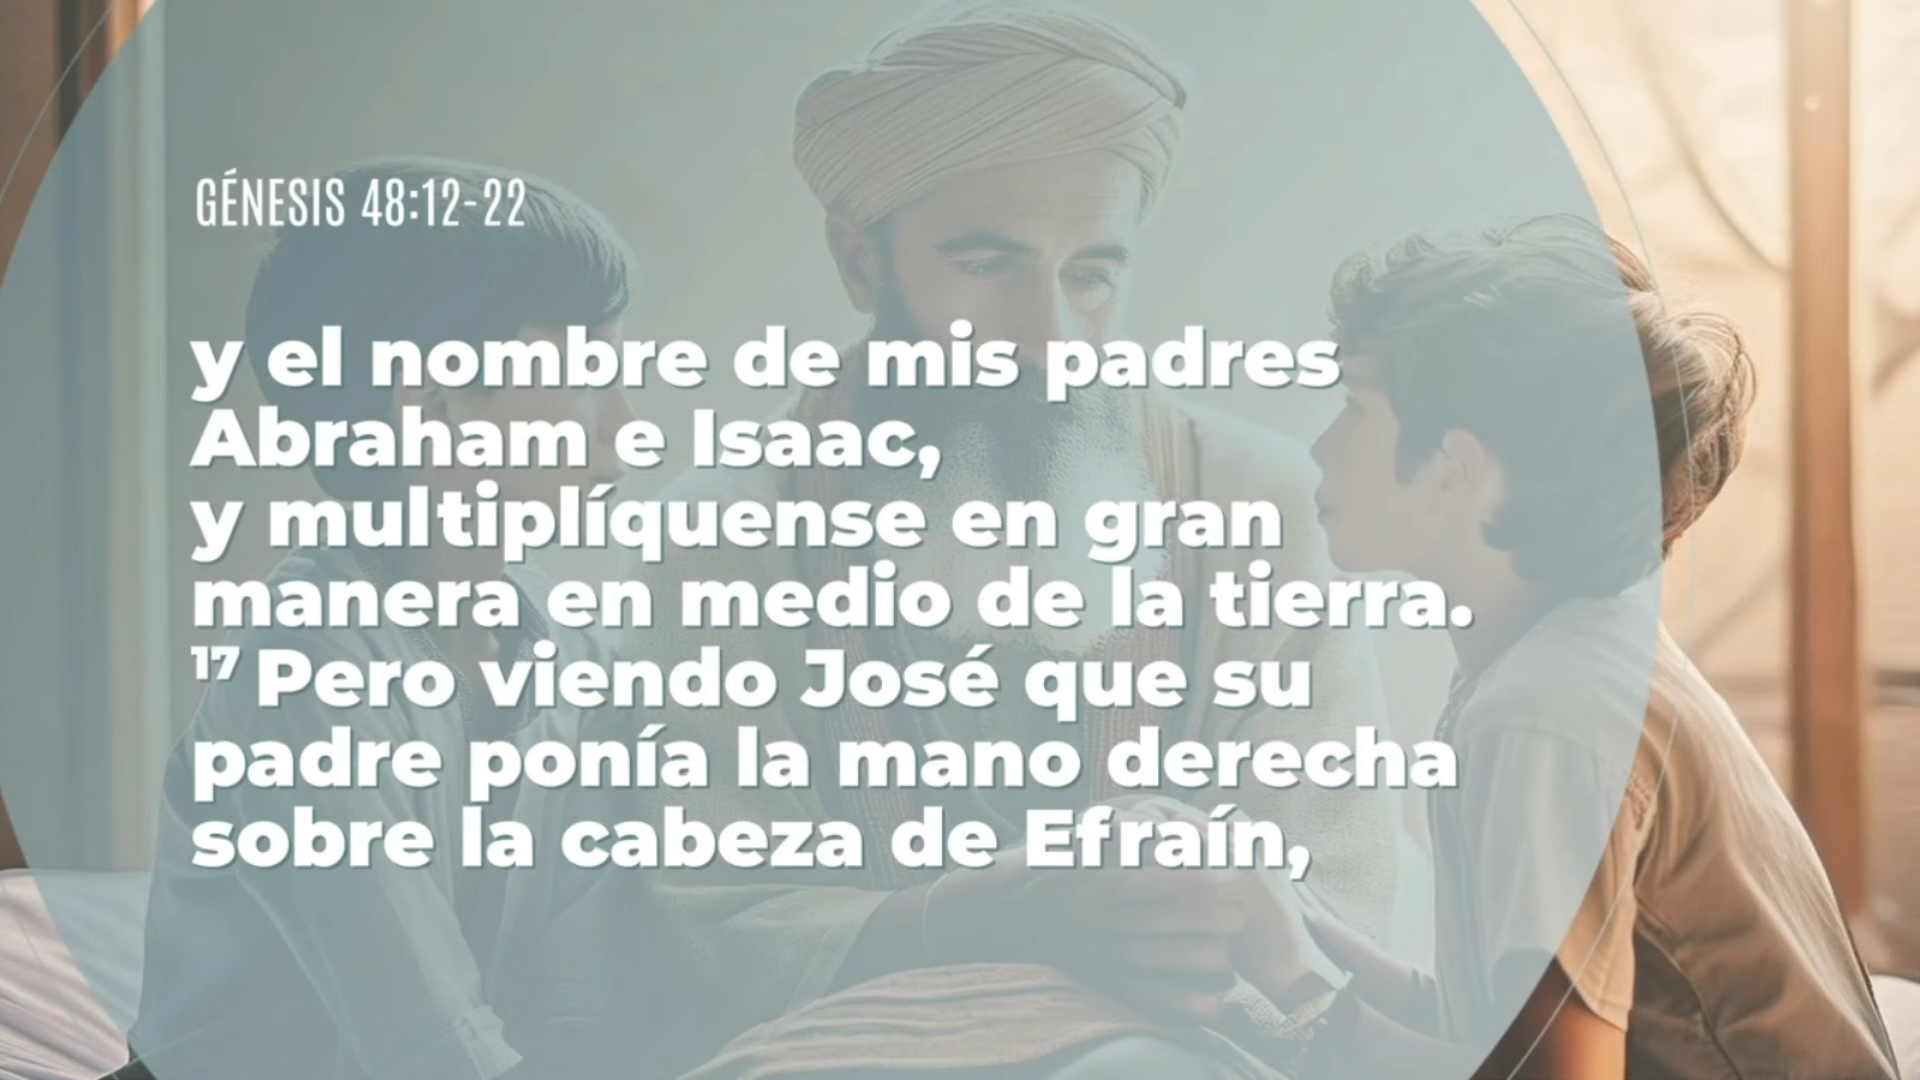 GÉNESIS 48:12-22
y el nombre de mis padres
Abraham e Isaac,
y multiplíquense en gran
manera en medio de la tierra.
17 Pero viendo José que su
padre ponía la mano derecha
sobre la cabeza de Efraín,